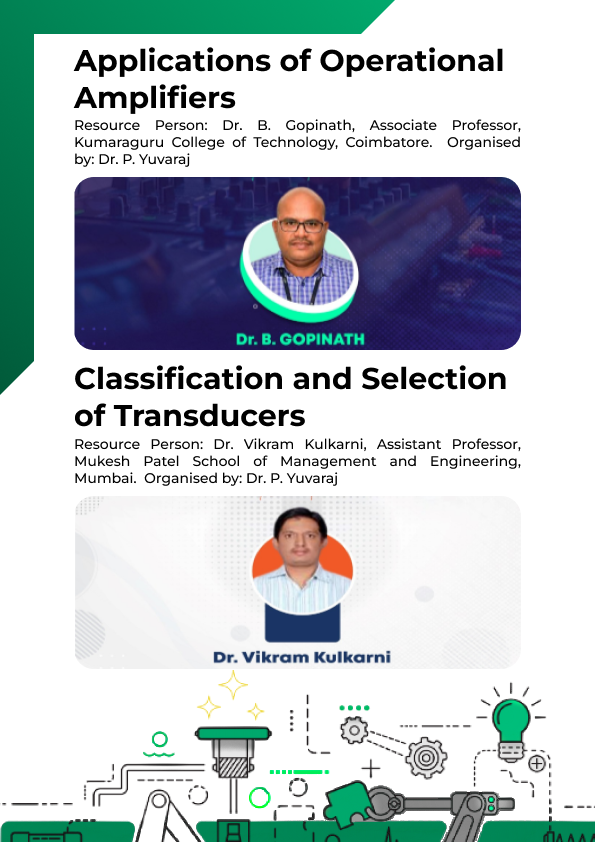 Applications of Operational
Amplifiers
Resource Person: Dr. B. Gopinath, Associate Professor,
Kumaraguru College of Technology, Coimbatore. Organised
by: Dr. P. Yuvaraj
Dr. B. GOPINATH
Classification and Selection
of Transducers
Resource Person: Dr. Vikram Kulkarni, Assistant Professor,
Mukesh Patel School of Management and Engineering,
Mumbai. Organised by: Dr. P. Yuvaraj
Dr. Vikram Kulkarni